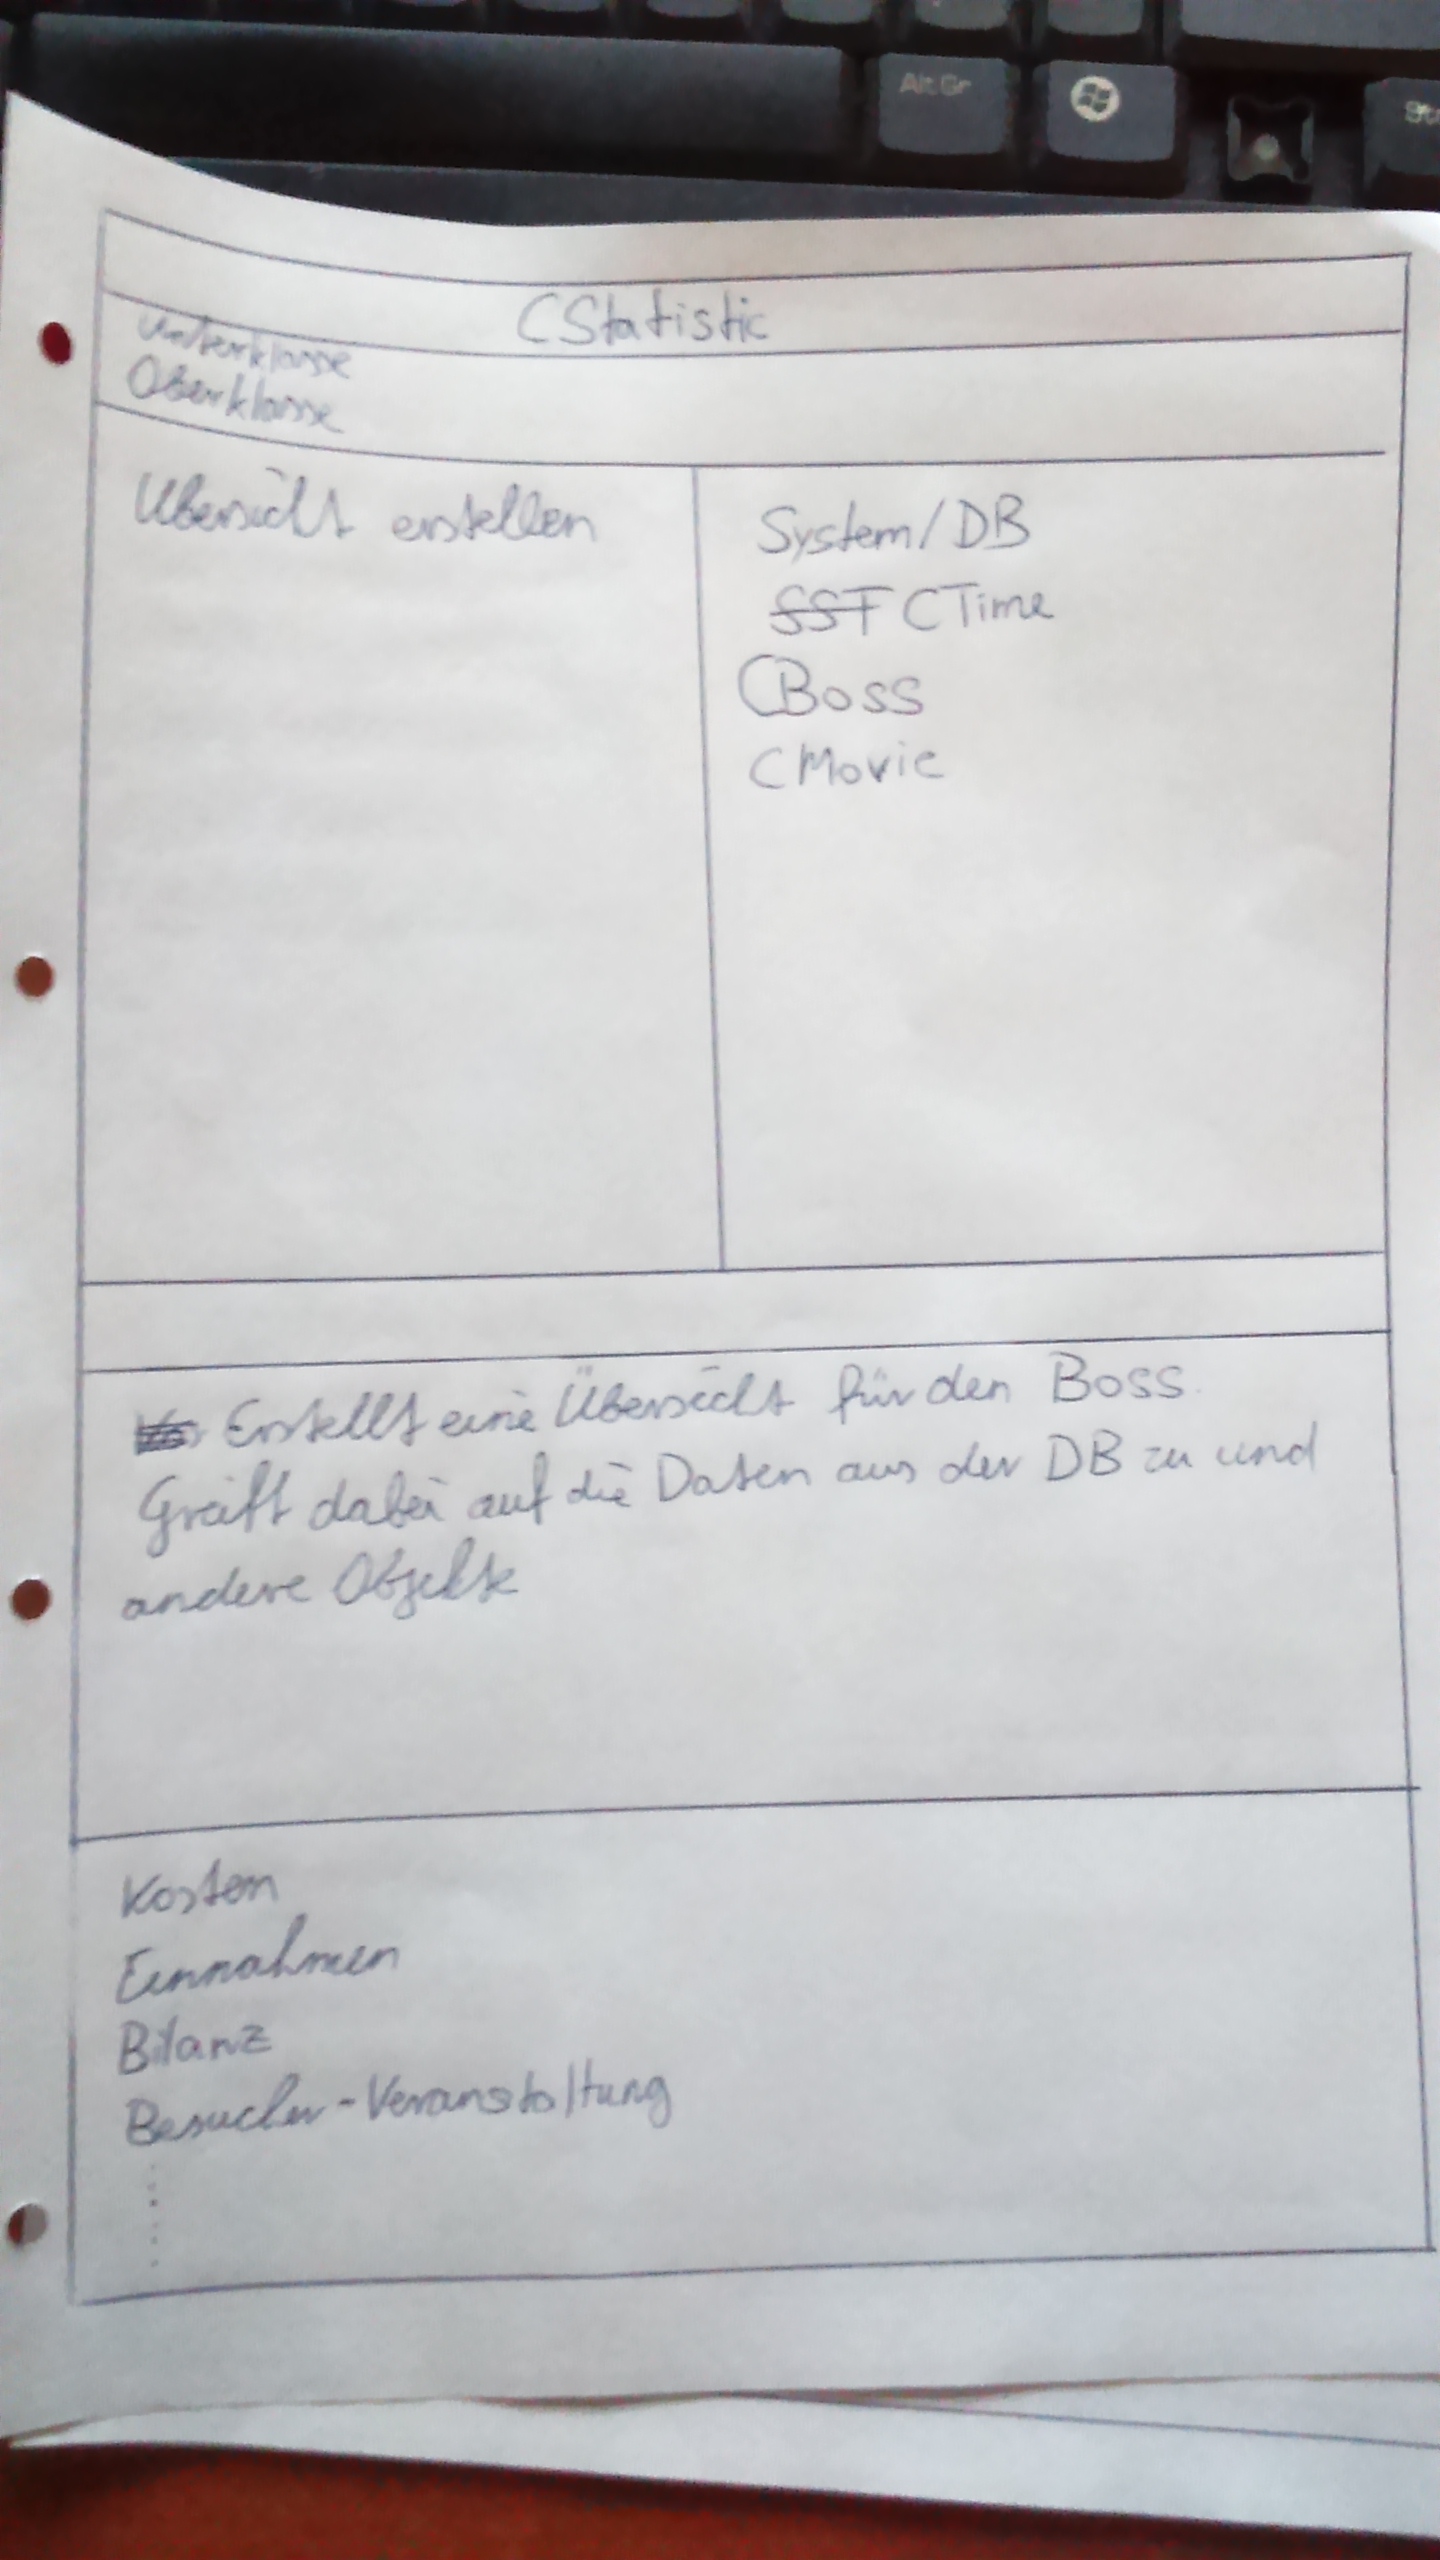 Alt Gr
CStatistic
Unterklasse
Oberklasse
Übersicht erstellen
System/DB
SST CTime
CBoss
CMovie
Erstellt eine Übersicht für den Boss.
Greift dabei auf die Daten aus der DB zu und
andere Objekte
Kosten
Einnahmen
Bilanz
Besucher-Veranstaltung